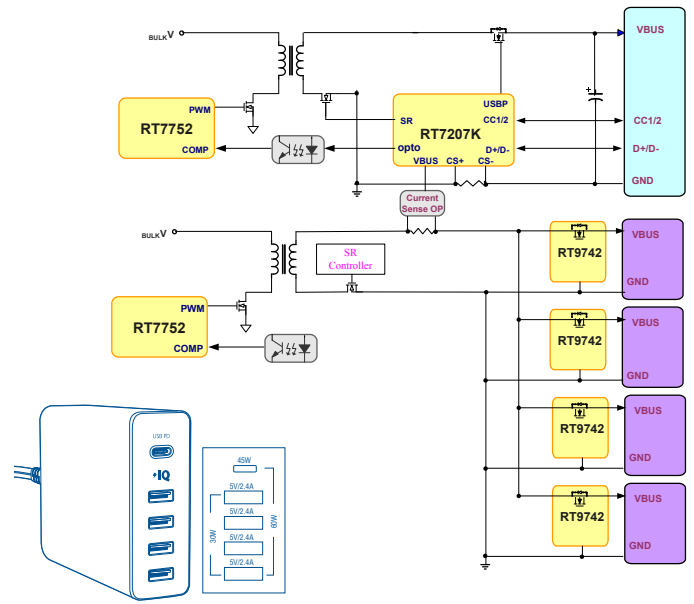 BULKV
VBUS
USBP
PWM
SR
CC1/2
CC1/2
RT7752
RT7207K
COMP
opto
D+/D-
D+/D-
VBUS CS+ CS-
GND
Current
Sense OP
BULKV
RT9742
VBUS
SR
Controller
GND
PWM
RT7752
COMP
VBUS
RT9742
GND
VBUS
RT9742
GND
VBUS
RT9742
GND
USB PD
+IQ
45W
5V/2.4A
5V/2.4A
5V/2.4A
5V/2.4A
30W
60W